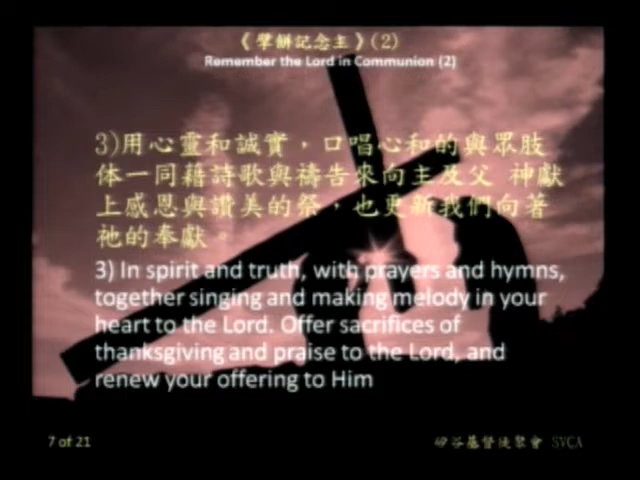 《擘餅記念主》(2)
Remember the Lord in Communion (2)
3)用心靈和誠實，口唱心和的與眾肢
体一同藉詩歌與禱告來向主及父 神獻
上感恩與讚美的祭，也更新我們向著
祂的奉獻。
3) In spirit and truth, with prayers and hymns,
together singing and making melody in your
heart to the Lord. Offer sacrifices of
thanksgiving and praise to the Lord, and
renew your offering to Him
7 of 21
矽谷基督徒聚會 SVCA